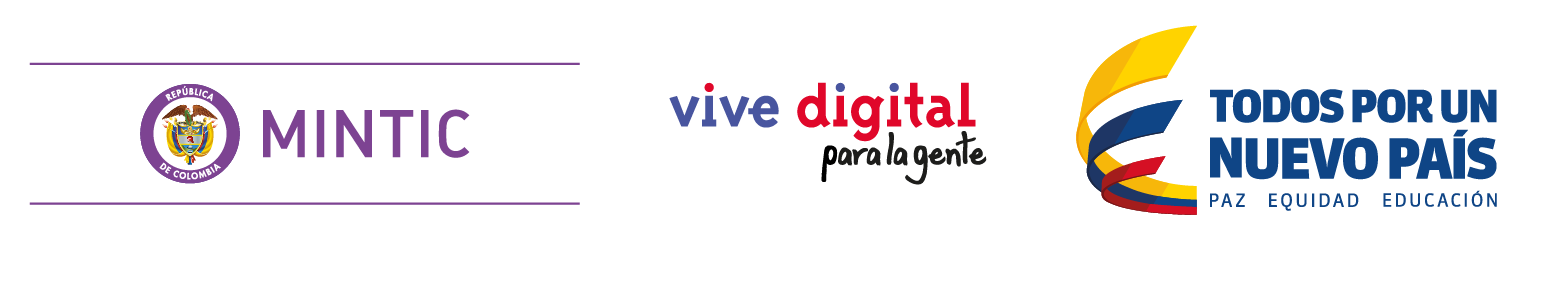 REPÚBLICA
DE COLOMBIA
MINTIC
vive digital
para la gente
TODOS POR UN
NUEVO PAÍS
PAZ EQUIDAD EDUCACIÓN